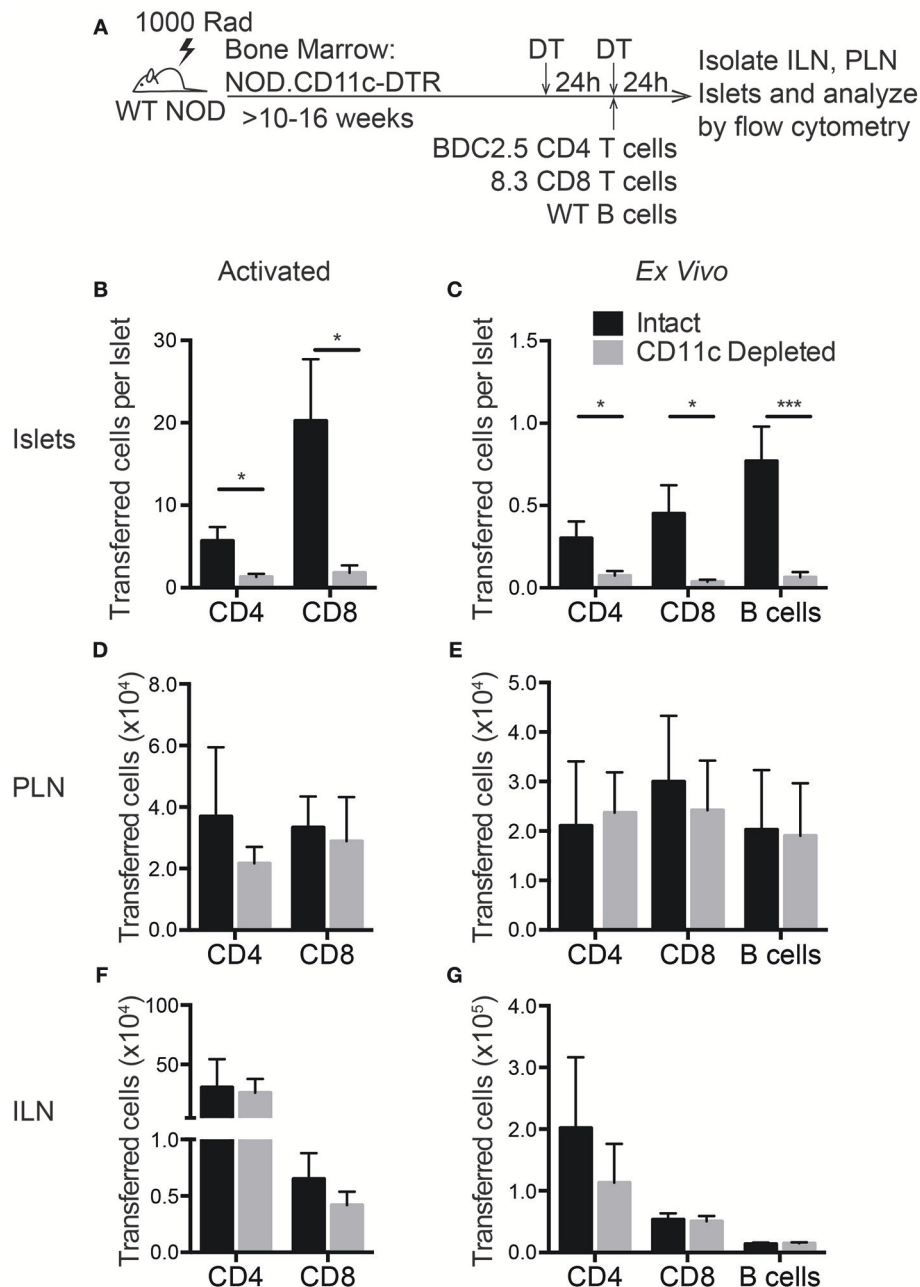 A
1000 Rad
Bone Marrow:
NOD.CD11c-DTR
WT NOD
>10-16 weeks
DT
24h
DT
24h
BDC2.5 CD4 T cells
8.3 CD8 T cells
WT B cells
Isolate ILN, PLN
Islets and analyze
by flow cytometry
Activated
Ex Vivo
Islets
B
Transferred cells per Islet
30
20
10
0
*
*
CD4
CD8
C
Intact
CD11c Depleted
Transferred cells per Islet
1.5
1.0
0.5
0.0
*
*
***
CD4
CD8
B cells
PLN
D
Transferred cells (x10⁴)
8.0
6.0
4.0
2.0
0.0
CD4
CD8
E
Transferred cells (x10⁴)
5.0
4.0
3.0
2.0
1.0
0.0
CD4
CD8
B cells
ILN
F
Transferred cells (x10⁴)
100
50
1.0
0.5
0.0
CD4
CD8
G
Transferred cells (x10⁵)
4.0
3.0
2.0
1.0
0.0
CD4
CD8
B cells